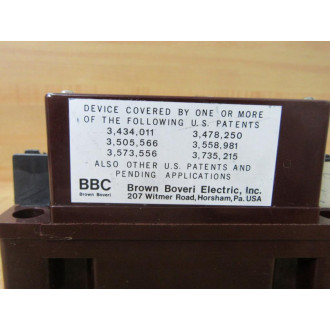 DEVICE COVERED BY ONE OR MORE
OF THE FOLLOWING U.S. PATENTS
3,434,011 3,478,250
3,505,566 3,558,981
3,573,556 3,735,215
ALSO OTHER U.S. PATENTS AND
PENDING APPLICATIONS
BBC Brown Boveri Electric, Inc.
Brown Boveri 207 Witmer Road, Horsham, Pa. USA